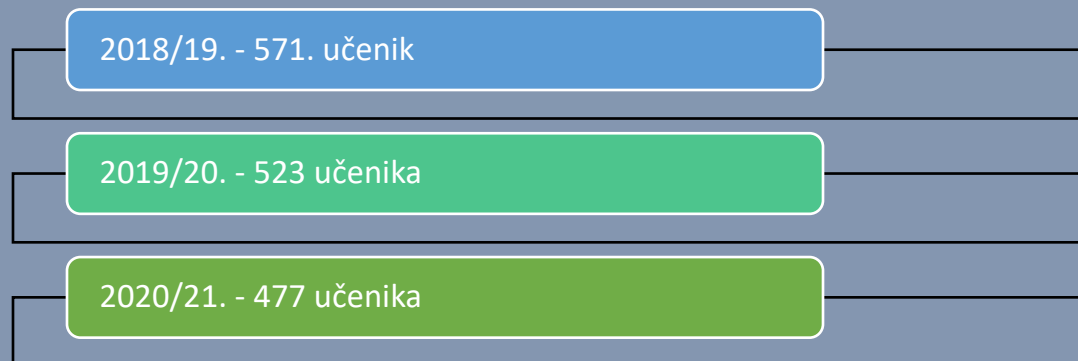 2018/19. - 571. učenik
2019/20. - 523 učenika
2020/21. - 477 učenika